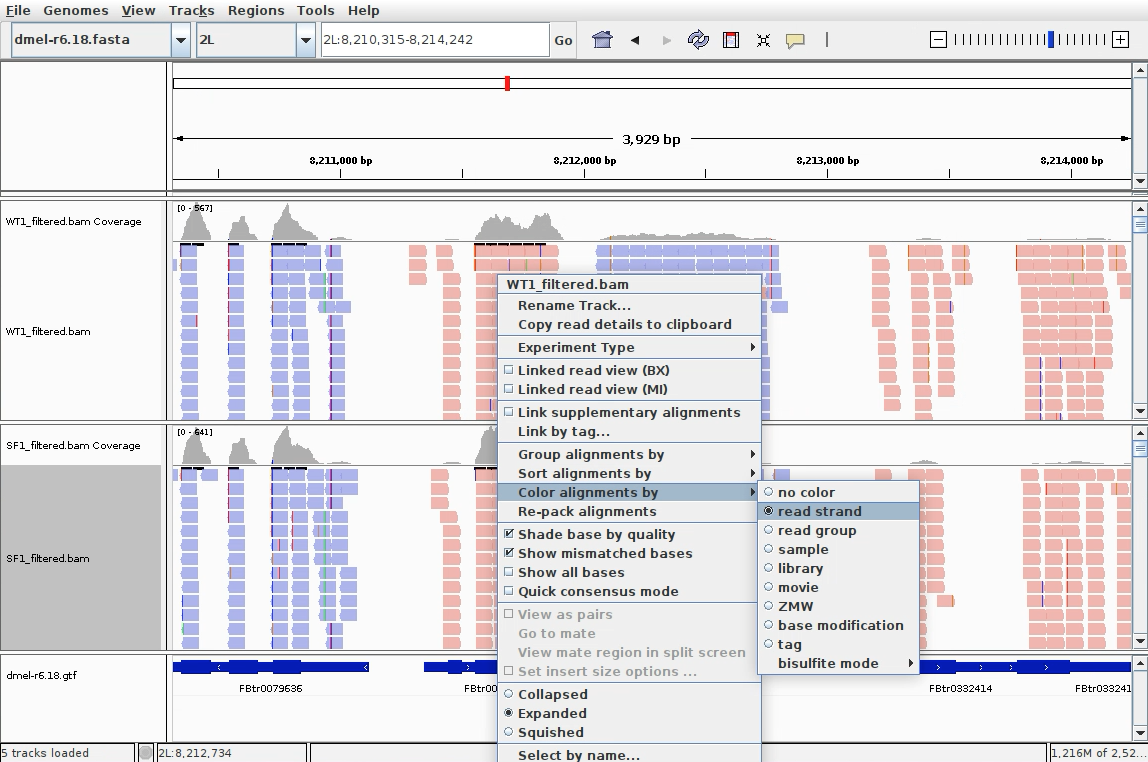 File Genomes View Tracks Regions Tools Help
dmel-r6.18.fasta 2L 2L:8,210,315-8,214,242 Go
3,929 bp
8,211,000 bp 8,212,000 bp 8,213,000 bp 8,214,000 bp
WT1_filtered.bam Coverage
[0 - 567]
WT1_filtered.bam
SF1_filtered.bam Coverage
[0 - 641]
SF1_filtered.bam
WT1_filtered.bam
Rename Track...
Copy read details to clipboard
Experiment Type
Linked read view (BX)
Linked read view (MI)
Link supplementary alignments
Link by tag...
Group alignments by
Sort alignments by
Color alignments by
Re-pack alignments
Shade base by quality
Show mismatched bases
Show all bases
Quick consensus mode
View as pairs
Go to mate
View mate region in split screen
Set insert size options ...
Collapsed
Expanded
Squished
Select by name...
no color
read strand
read group
sample
library
movie
ZMW
base modification
tag
bisulfite mode
dmel-r6.18.gtf
FBtr0079636 FBtr00 FBtr0332414 FBtr033241
5 tracks loaded 2L:8,212,734 1,216M of 2,52...